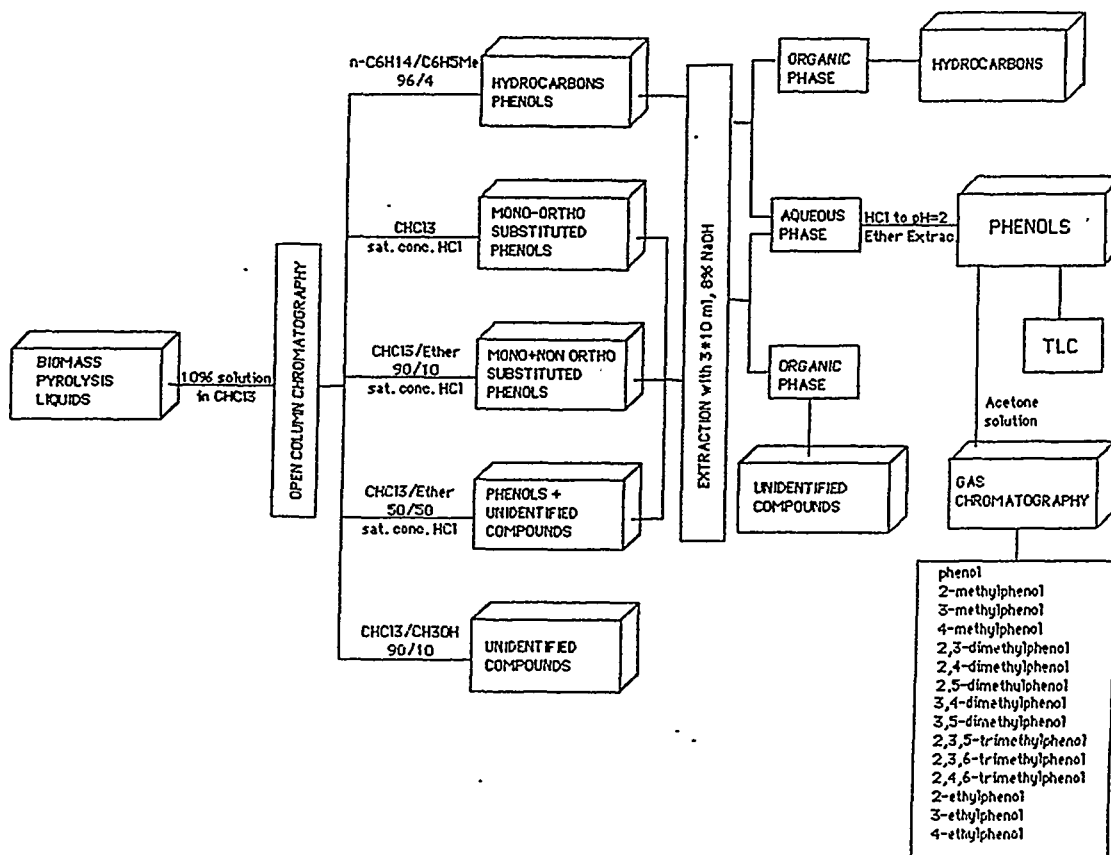 BIOMASS
PYROLYSIS
LIQUIDS
10% solution
in CHCl3
OPEN COLUMN CHROMATOGRAPHY
n-C6H14/C6H5Me
96/4
HYDROCARBONS
PHENOLS
CHCl3
sat. conc. HCl
MONO-ORTHO
SUBSTITUTED
PHENOLS
CHCl3/Ether
90/10
sat. conc. HCl
MONO+NON ORTHO
SUBSTITUTED
PHENOLS
CHCl3/Ether
50/50
sat. conc. HCl
PHENOLS +
UNIDENTIFIED
COMPOUNDS
CHCl3/CH3OH
90/10
UNIDENTIFIED
COMPOUNDS
EXTRACTION with 3*10 ml, 8% NaOH
ORGANIC
PHASE
HYDROCARBONS
AQUEOUS
PHASE
HCl to pH=2
Ether Extrac.
PHENOLS
TLC
ORGANIC
PHASE
UNIDENTIFIED
COMPOUNDS
Acetone
solution
GAS
CHROMATOGRAPHY
phenol
2-methylphenol
3-methylphenol
4-methylphenol
2,3-dimethylphenol
2,4-dimethylphenol
2,5-dimethylphenol
3,4-dimethylphenol
3,5-dimethylphenol
2,3,5-trimethylphenol
2,3,6-trimethylphenol
2,4,6-trimethylphenol
2-ethylphenol
3-ethylphenol
4-ethylphenol